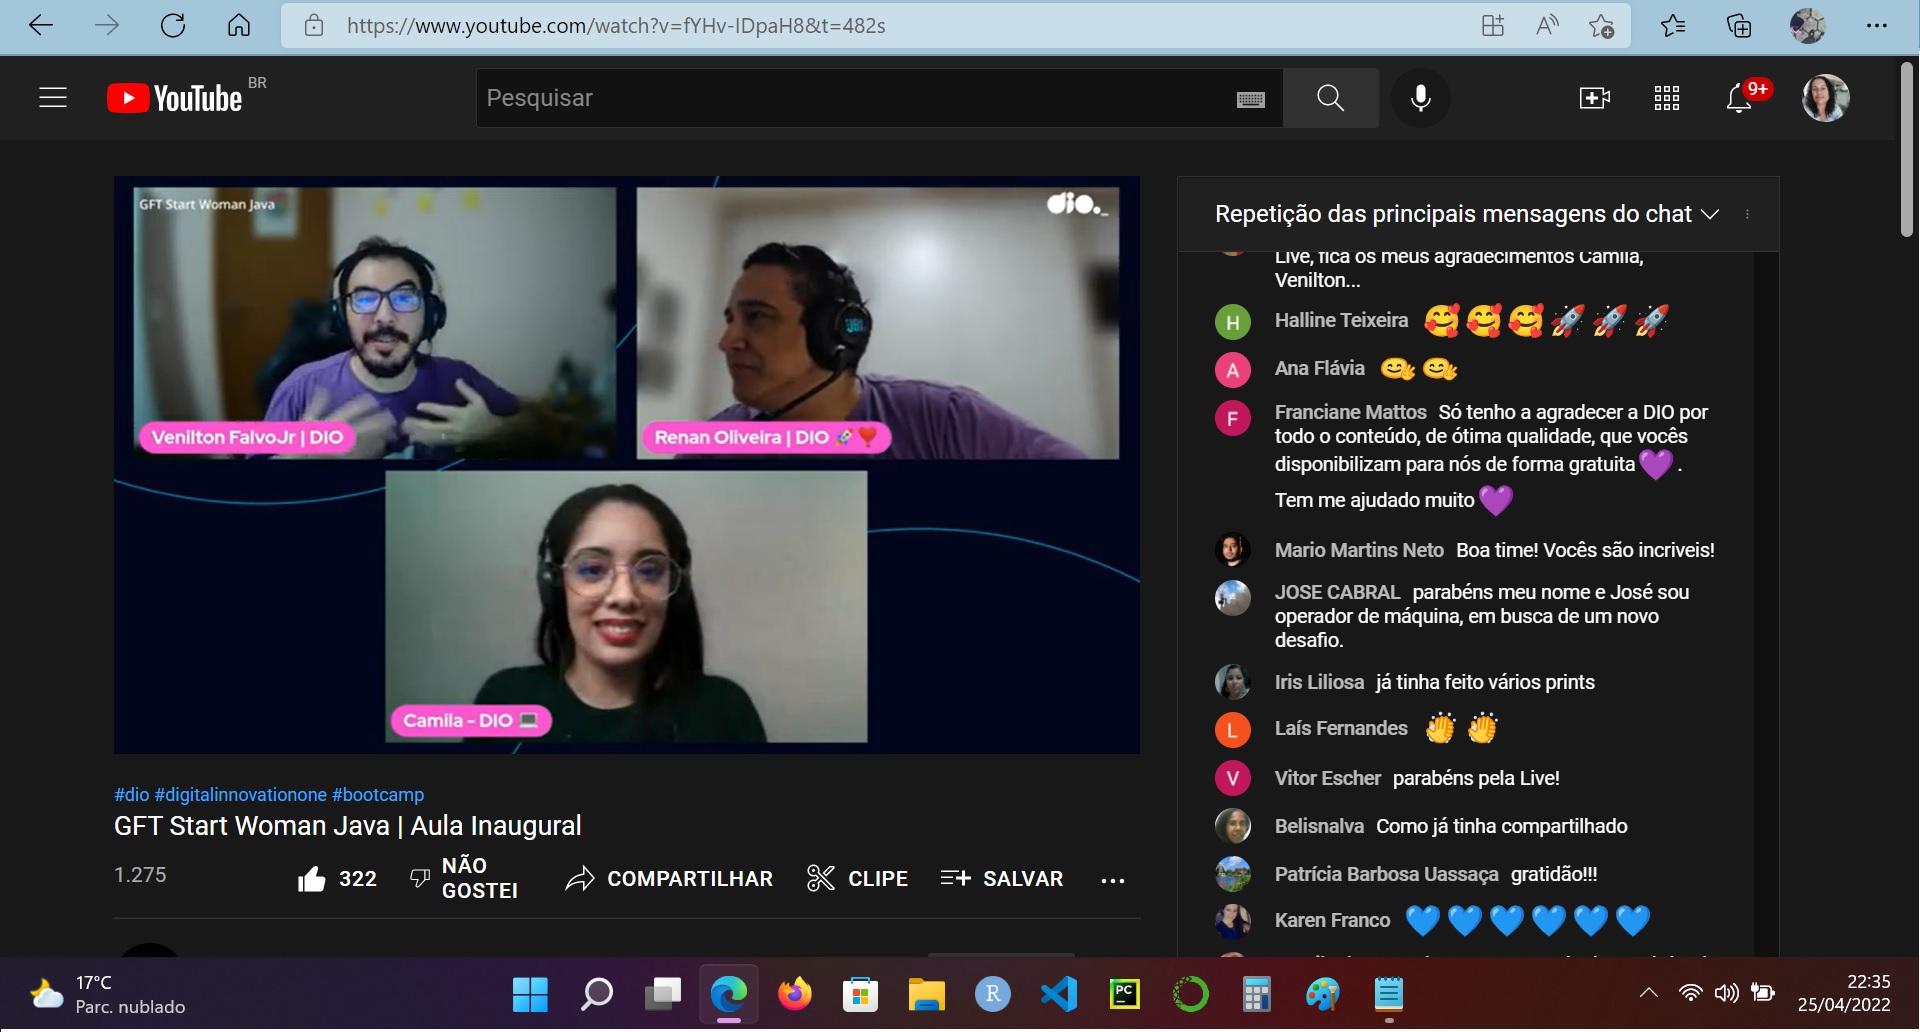 https://www.youtube.com/watch?v=fYHv-IDpaH8&t=482s
YouTube BR
Pesquisar
9+
GFT Start Woman Java
dio._
Venilton FalvoJr | DIO
Renan Oliveira | DIO 🚀❤️
Camila - DIO 💻
#dio #digitalinnovationone #bootcamp
GFT Start Woman Java | Aula Inaugural
1.275
322
NÃO
GOSTEI
COMPARTILHAR
CLIPE
SALVAR
Repetição das principais mensagens do chat
Live, fica os meus agradecimentos Camila,
Venilton...
H Halline Teixeira 🥰🥰🥰🚀🚀🚀
A Ana Flávia 🤗🤗
F Franciane Mattos Só tenho a agradecer a DIO por
todo o conteúdo, de ótima qualidade, que vocês
disponibilizam para nós de forma gratuita💜.
Tem me ajudado muito💜
Mario Martins Neto Boa time! Vocês são incriveis!
JOSE CABRAL parabéns meu nome e José sou
operador de máquina, em busca de um novo
desafio.
Iris Liliosa já tinha feito vários prints
L Laís Fernandes 👏👏
V Vitor Escher parabéns pela Live!
Belisnalva Como já tinha compartilhado
Patrícia Barbosa Uassaça gratidão!!!
Karen Franco 💙💙💙💙💙💙
17°C
Parc. nublado
R
PC
22:35
25/04/2022